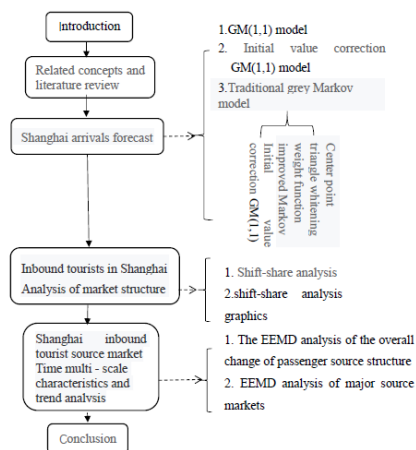 Introduction
Related concepts and
literature review
Shanghai arrivals forecast
1.GM(1,1) model
2. Initial value correction
GM(1,1) model
3.Traditional grey Markov
model
Center point
triangle whitening
weight function
improved Markov
Initial value
correction GM(1,1)
Inbound tourists in Shanghai
Analysis of market structure
1. Shift-share analysis
2.shift-share analysis
graphics
Shanghai inbound
tourist source market
Time multi - scale
characteristics and
trend analysis
1. The EEMD analysis of the overall
change of passenger source structure
2. EEMD analysis of major source
markets
Conclusion